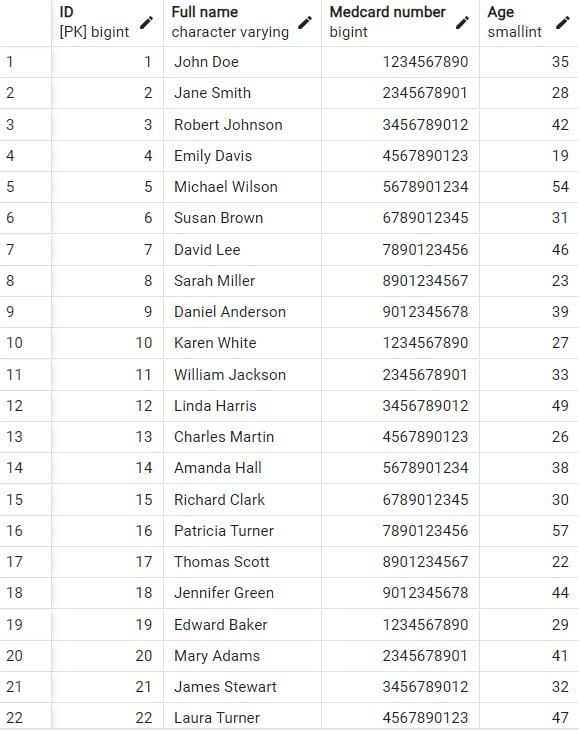 ID Full name Medcard number Age
[PK] bigint character varying bigint smallint
1 1 John Doe 1234567890 35
2 2 Jane Smith 2345678901 28
3 3 Robert Johnson 3456789012 42
4 4 Emily Davis 4567890123 19
5 5 Michael Wilson 5678901234 54
6 6 Susan Brown 6789012345 31
7 7 David Lee 7890123456 46
8 8 Sarah Miller 8901234567 23
9 9 Daniel Anderson 9012345678 39
10 10 Karen White 1234567890 27
11 11 William Jackson 2345678901 33
12 12 Linda Harris 3456789012 49
13 13 Charles Martin 4567890123 26
14 14 Amanda Hall 5678901234 38
15 15 Richard Clark 6789012345 30
16 16 Patricia Turner 7890123456 57
17 17 Thomas Scott 8901234567 22
18 18 Jennifer Green 9012345678 44
19 19 Edward Baker 1234567890 29
20 20 Mary Adams 2345678901 41
21 21 James Stewart 3456789012 32
22 22 Laura Turner 4567890123 47